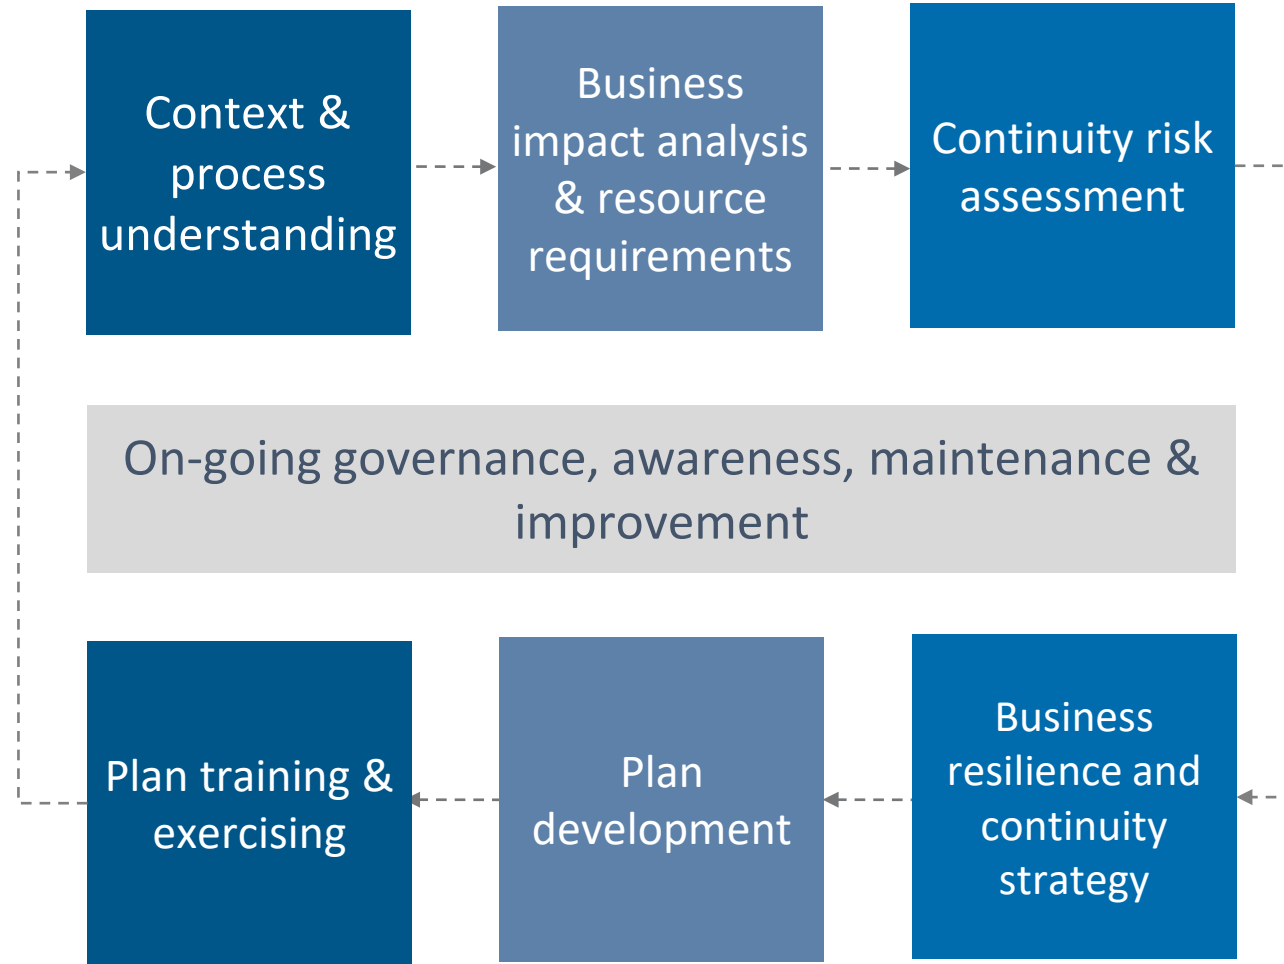 Context &
process
understanding
Business
impact analysis
& resource
requirements
Continuity risk
assessment
On-going governance, awareness, maintenance &
improvement
Plan training &
exercising
Plan
development
Business
resilience and
continuity
strategy